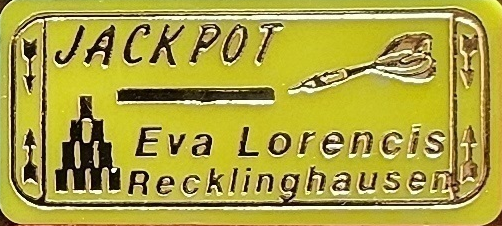 JACKPOT
Eva Lorencis
Recklinghausen